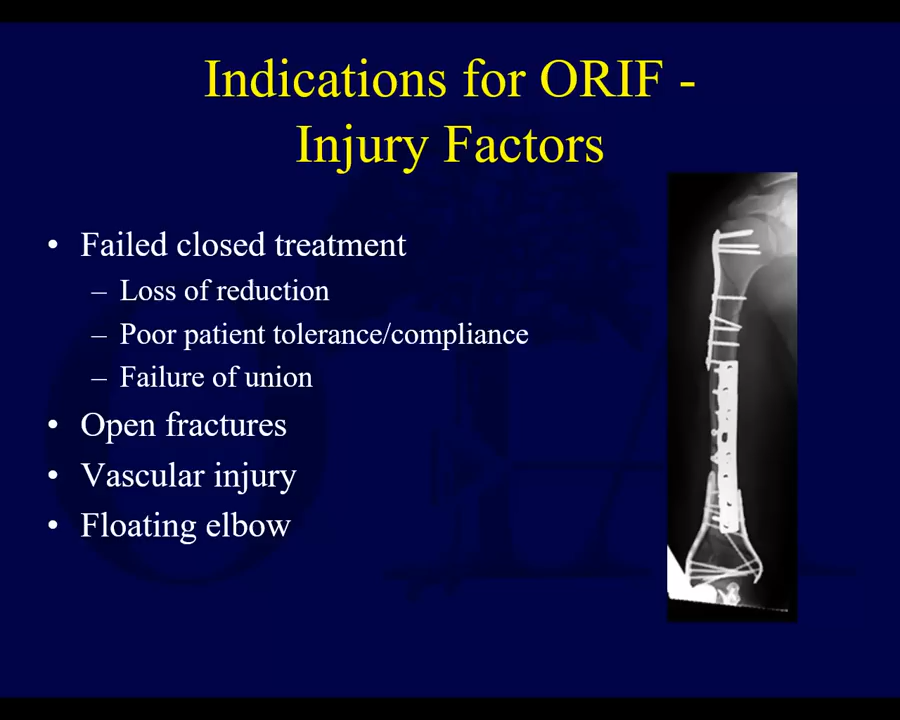 Indications for ORIF -
Injury Factors
• Failed closed treatment
– Loss of reduction
– Poor patient tolerance/compliance
– Failure of union
• Open fractures
• Vascular injury
• Floating elbow